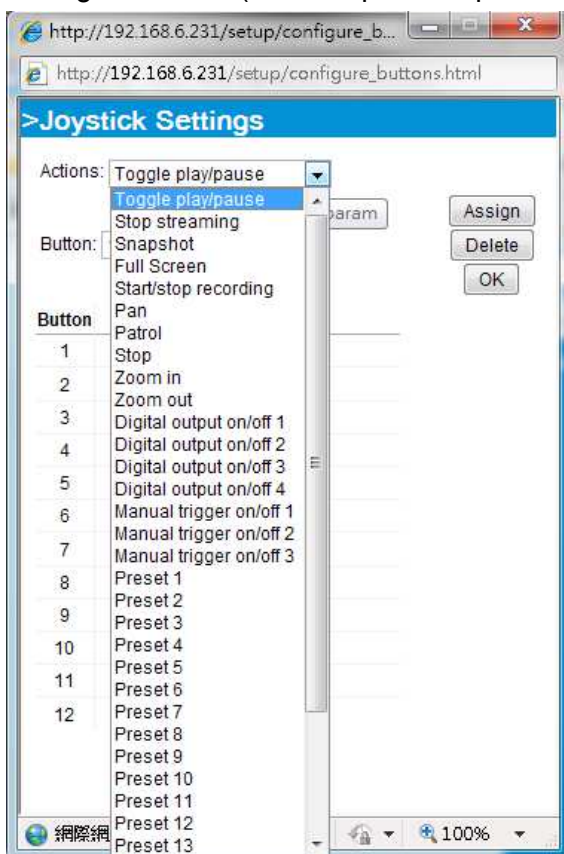 http://192.168.6.231/setup/configure_b...
http://192.168.6.231/setup/configure_buttons.html
>Joystick Settings
Actions: Toggle play/pause
Toggle play/pause
Stop streaming
Snapshot
Full Screen
Start/stop recording
Pan
Patrol
Stop
Zoom in
Zoom out
Digital output on/off 1
Digital output on/off 2
Digital output on/off 3
Digital output on/off 4
Manual trigger on/off 1
Manual trigger on/off 2
Manual trigger on/off 3
Preset 1
Preset 2
Preset 3
Preset 4
Preset 5
Preset 6
Preset 7
Preset 8
Preset 9
Preset 10
Preset 11
Preset 12
Preset 13
param
Assign
Button:
Delete
OK
Button
1
2
3
4
5
6
7
8
9
10
11
12
網際網
100%